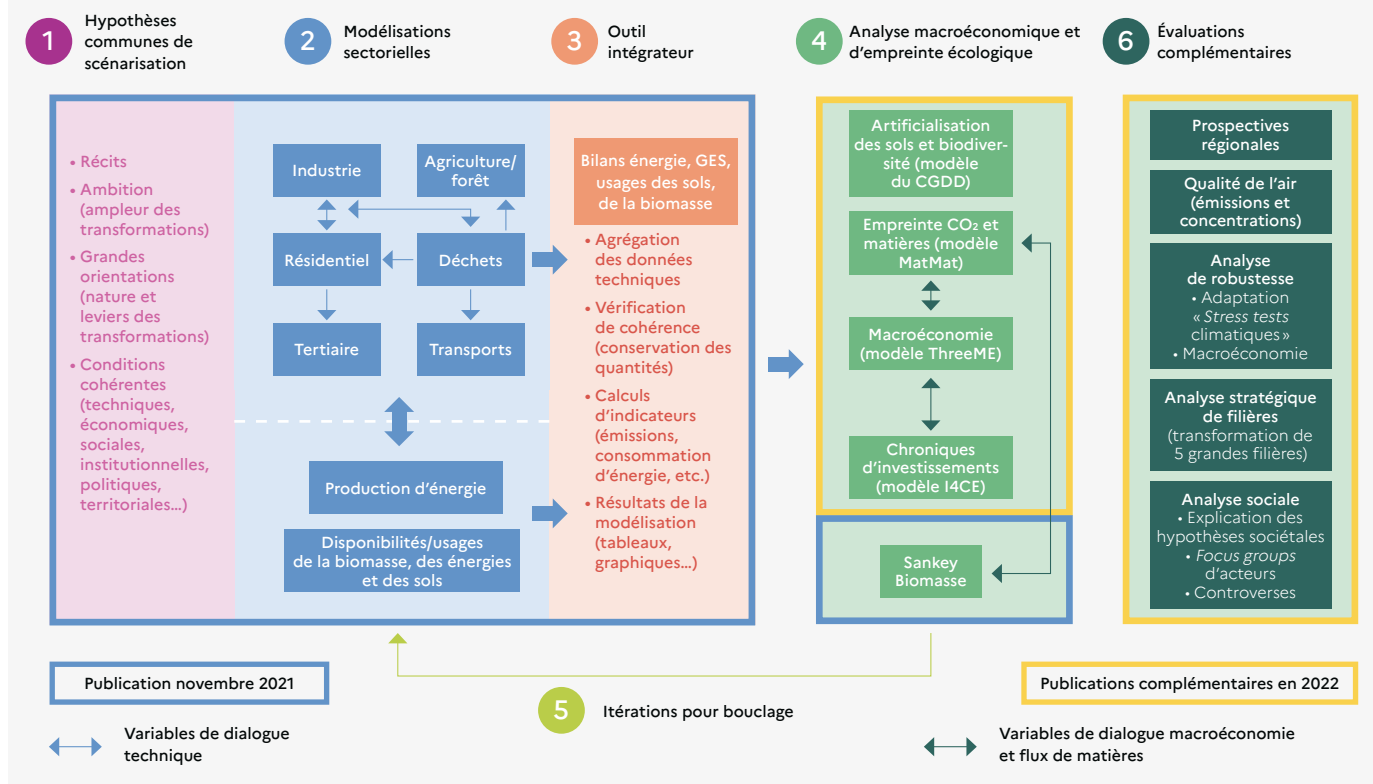 1
Hypothèses
communes de
scénarisation
2
Modélisations
sectorielles
3
Outil
intégrateur
4
Analyse macroéconomique et
d'empreinte écologique
6
Évaluations
complémentaires
• Récits
• Ambition
(ampleur des
transformations)
• Grandes
orientations
(nature et
leviers des
transformations)
• Conditions
cohérentes
(techniques,
économiques,
sociales,
institutionnelles,
politiques,
territoriales…)
Industrie
Agriculture/
forêt
Résidentiel
Déchets
Tertiaire
Transports
Production d'énergie
Disponibilités/usages
de la biomasse, des énergies
et des sols
Bilans énergie, GES,
usages des sols,
de la biomasse
• Agrégation
des données
techniques
• Vérification
de cohérence
(conservation des
quantités)
• Calculs
d'indicateurs
(émissions,
consommation
d'énergie, etc.)
• Résultats de la
modélisation
(tableaux,
graphiques…)
Artificialisation
des sols et biodiver-
sité (modèle
du CGDD)
Empreinte CO₂ et
matières (modèle
MatMat)
Macroéconomie
(modèle ThreeME)
Chroniques
d'investissements
(modèle I4CE)
Sankey
Biomasse
Prospectives
régionales
Qualité de l'air
(émissions et
concentrations)
Analyse
de robustesse
• Adaptation
« Stress tests
climatiques »
• Macroéconomie
Analyse stratégique
de filières
(transformation de
5 grandes filières)
Analyse sociale
• Explication des
hypothèses sociétales
• Focus groups
d'acteurs
• Controverses
Publication novembre 2021
5
Itérations pour bouclage
Publications complémentaires en 2022
Variables de dialogue
technique
Variables de dialogue macroéconomie
et flux de matières